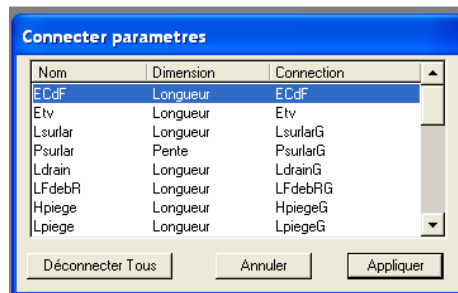 Connecter parametres
Nom Dimension Connection
ECdF Longueur ECdF
Etv Longueur Etv
Lsurlar Longueur LsurlarG
Psurlar Pente PsurlarG
Ldrain Longueur LdrainG
LFdebR Longueur LFdebRG
Hpiege Longueur HpiegeG
Lpiege Longueur LpiegeG
Déconnecter Tous Annuler Appliquer